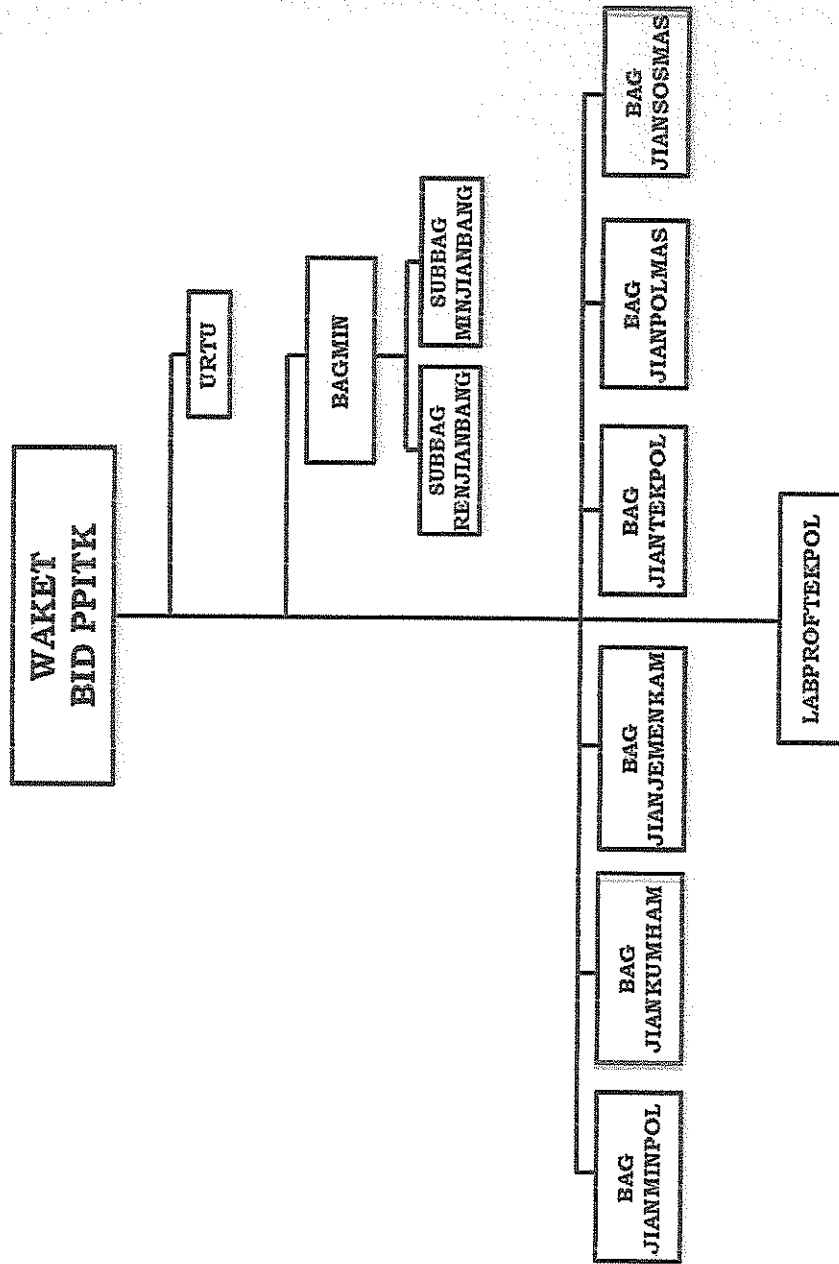 WAKET
BID PPITK
URTU
BAGMIN
SUBBAG
RENJIANBANG
SUBBAG
MINJIANBANG
BAG
JIANMINPOL
BAG
JIANKUMHAM
BAG
JIANJEMENKAM
BAG
JIANTEKPOL
BAG
JIANPOLMAS
BAG
JIANSOSMAS
LABPROFTEKPOL